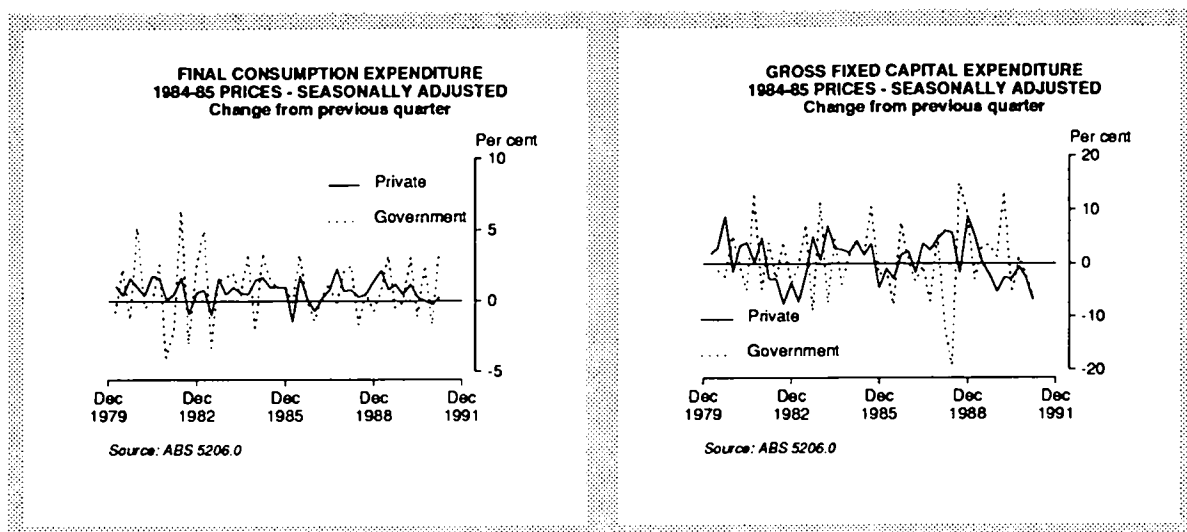 FINAL CONSUMPTION EXPENDITURE
1984-85 PRICES - SEASONALLY ADJUSTED
Change from previous quarter
Per cent
10
Private
Government
5
0
-5
Dec Dec Dec Dec Dec
1979 1982 1985 1988 1991
Source: ABS 5206.0
GROSS FIXED CAPITAL EXPENDITURE
1984-85 PRICES - SEASONALLY ADJUSTED
Change from previous quarter
Per cent
20
10
0
Private
-10
Government
-20
Dec Dec Dec Dec Dec
1979 1982 1985 1988 1991
Source: ABS 5206.0